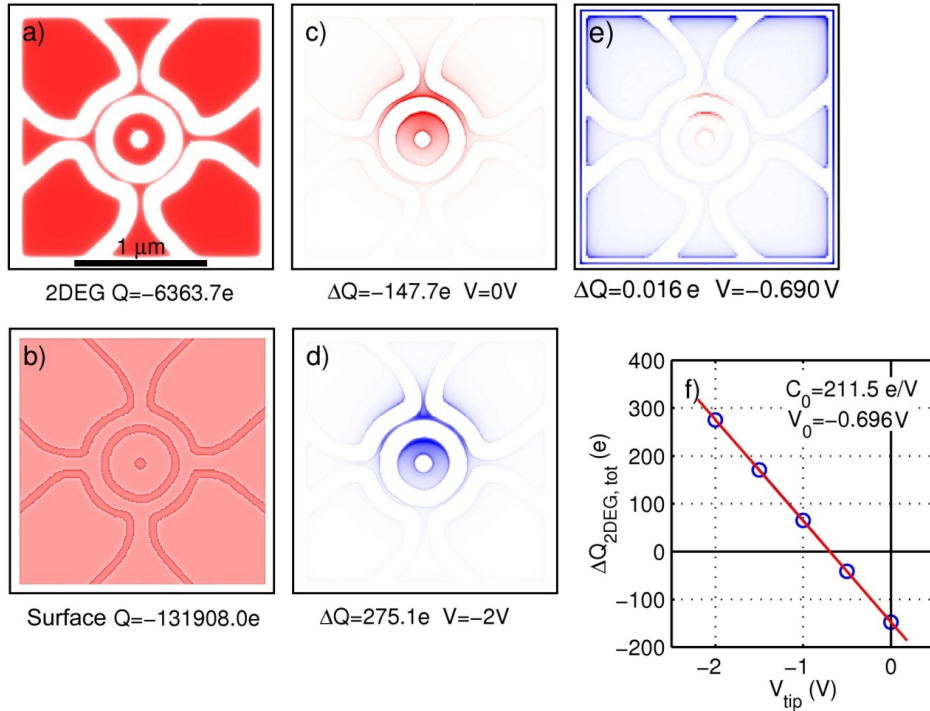 a)
1 μm
2DEG Q=−6363.7e
c)
ΔQ=−147.7e V=0V
e)
ΔQ=0.016 e V=−0.690 V
b)
Surface Q=−131908.0e
d)
ΔQ=275.1e V=−2V
f)
C₀=211.5 e/V
V₀=−0.696 V
400
300
200
100
0
−100
−200
ΔQ₂DEG, tot (e)
−2
−1
0
Vtip (V)